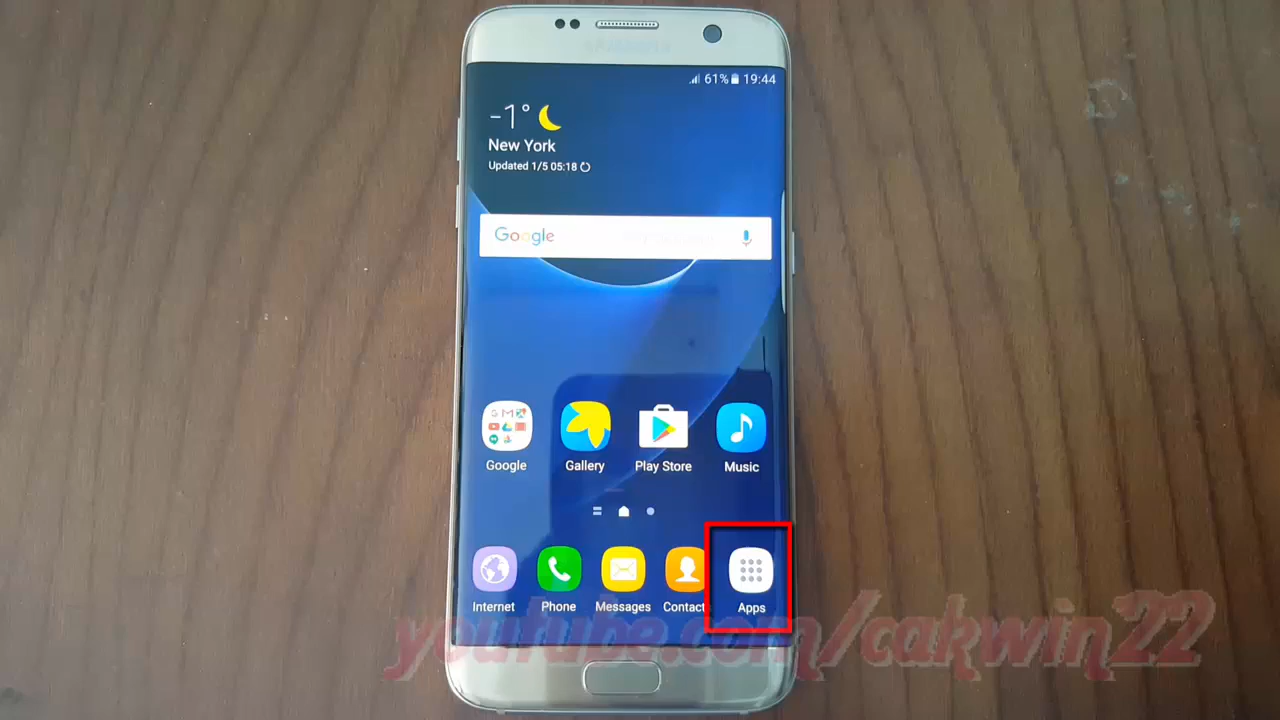 61% 19:44
-1°
New York
Updated 1/5 05:18
Google
Google Gallery Play Store Music
Internet Phone Messages Contacts Apps
youtube.com/cakwin22